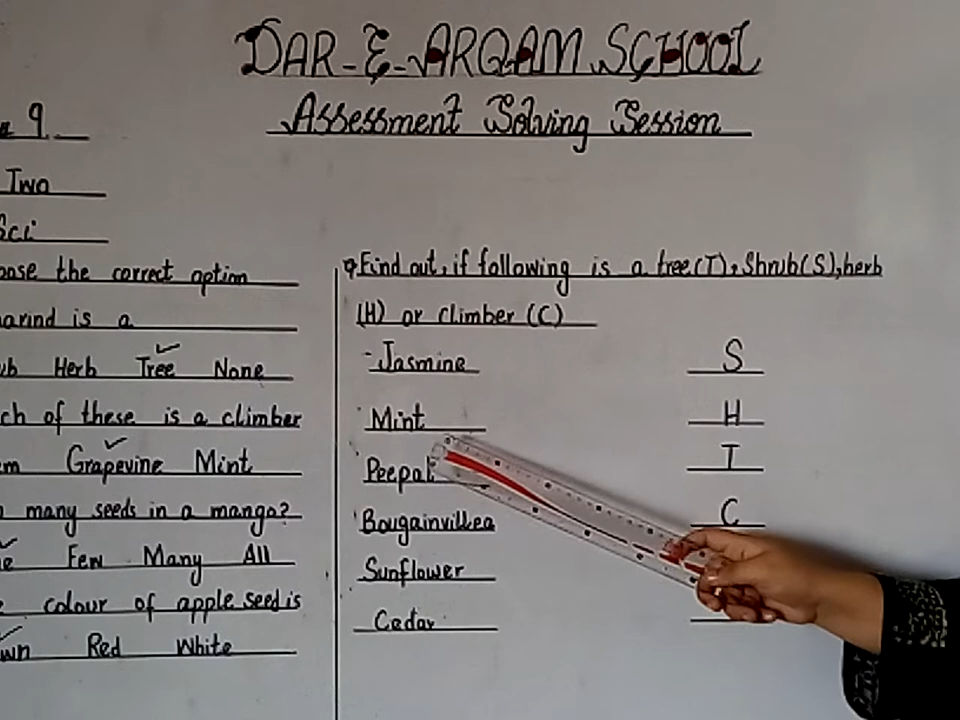 DAR-E-ARQAM SCHOOL
Assessment Solving Session
9
Two
Sci
the correct option
is a
Herb Tree None
of these is a climber
Grapevine Mint
many seeds in a mango?
Few Many All
colour of apple seed is
Red White
Q Find out, if following is a tree(T), Shrub(S), herb
(H) or climber (C)
Jasmine S
Mint H
Peepal T
Bougainvillea C
Sunflower
Cedar